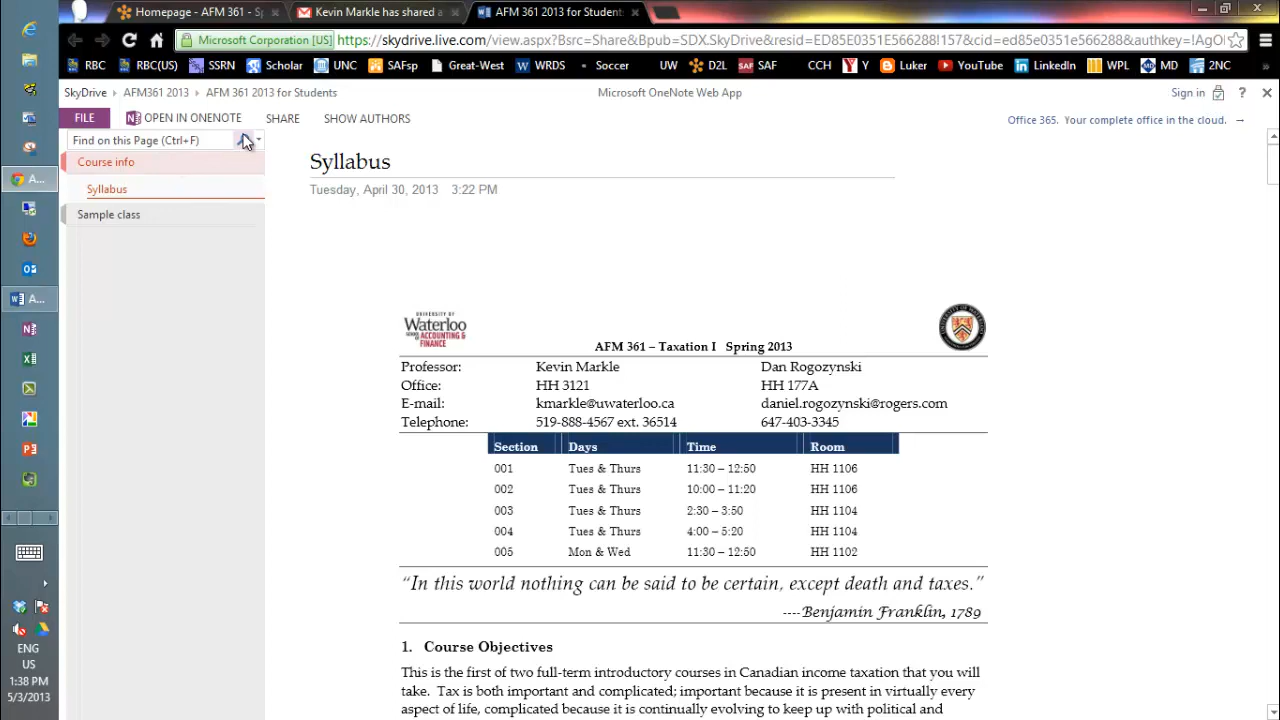 Homepage - AFM 361 - Sp
Kevin Markle has shared a
AFM 361 2013 for Students
Microsoft Corporation [US]
https://skydrive.live.com/view.aspx?Bsrc=Share&Bpub=SDX.SkyDrive&resid=ED85E0351E566288!157&cid=ed85e0351e566288&authkey=!AgO
RBC
RBC(US)
SSRN
Scholar
UNC
SAFsp
Great-West
WRDS
Soccer
UW
D2L
SAF
CCH
Y
Luker
YouTube
LinkedIn
WPL
MD
2NC
SkyDrive
AFM361 2013
AFM 361 2013 for Students
Microsoft OneNote Web App
Sign in
FILE
OPEN IN ONENOTE
SHARE
SHOW AUTHORS
Office 365. Your complete office in the cloud.
Find on this Page (Ctrl+F)
Course info
Syllabus
Sample class
Syllabus
Tuesday, April 30, 2013 3:22 PM
UNIVERSITY OF
Waterloo
SCHOOL OF ACCOUNTING &
FINANCE
AFM 361 – Taxation I Spring 2013
Professor: Kevin Markle Dan Rogozynski
Office: HH 3121 HH 177A
E-mail: kmarkle@uwaterloo.ca daniel.rogozynski@rogers.com
Telephone: 519-888-4567 ext. 36514 647-403-3345
Section Days Time Room
001 Tues & Thurs 11:30 – 12:50 HH 1106
002 Tues & Thurs 10:00 – 11:20 HH 1106
003 Tues & Thurs 2:30 – 3:50 HH 1104
004 Tues & Thurs 4:00 – 5:20 HH 1104
005 Mon & Wed 11:30 – 12:50 HH 1102
“In this world nothing can be said to be certain, except death and taxes.”
----Benjamin Franklin, 1789
1. Course Objectives
This is the first of two full-term introductory courses in Canadian income taxation that you will
take. Tax is both important and complicated; important because it is present in virtually every
aspect of life, complicated because it is continually evolving to keep up with political and
A...
A...
ENG
US
1:38 PM
5/3/2013